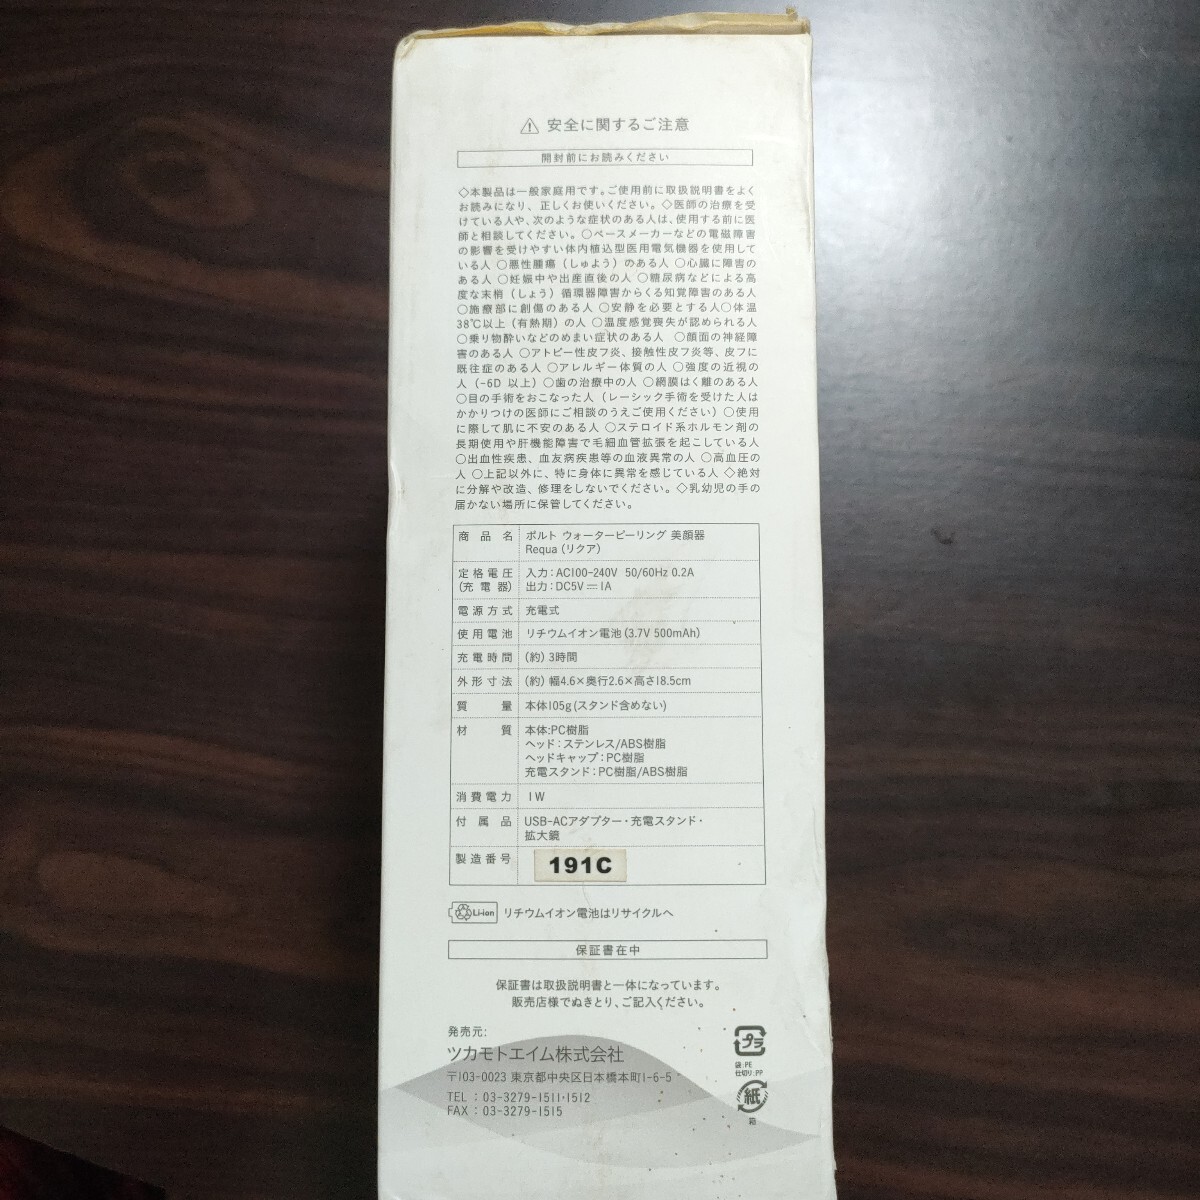 ⚠ 安全に関するご注意
開封前にお読みください
◇本製品は一般家庭用です。ご使用前に取扱説明書をよく
お読みになり、正しくお使いください。◇医師の治療を受
けている人や、次のような症状のある人は、使用する前に医
師と相談してください。○ペースメーカーなどの電磁障害
の影響を受けやすい体内植込型医用電気機器を使用して
いる人 ○悪性腫瘍（しゅよう）のある人 ○心臓に障害の
ある人 ○妊娠中や出産直後の人 ○糖尿病などによる高
度な末梢（しょう）循環器障害からくる知覚障害のある人
○施療部に創傷のある人 ○安静を必要とする人○体温
38℃以上（有熱期）の人 ○温度感覚喪失が認められる人
○乗り物酔いなどのめまい症状のある人 ○顔面の神経障
害のある人 ○アトピー性皮フ炎、接触性皮フ炎等、皮フに
既往症のある人 ○アレルギー体質の人 ○強度の近視の
人（-6D 以上）○歯の治療中の人 ○網膜はく離のある人
○目の手術をおこなった人（レーシック手術を受けた人は
かかりつけの医師にご相談のうえご使用ください）○使用
に際して肌に不安のある人 ○ステロイド系ホルモン剤の
長期使用や肝機能障害で毛細血管拡張を起こしている人
○出血性疾患、血友病疾患等の血液異常の人 ○高血圧の
人 ○上記以外に、特に身体に異常を感じている人 ◇絶対
に分解や改造、修理をしないでください。◇乳幼児の手の
届かない場所に保管してください。
商品名 ポルト ウォーターピーリング 美顔器
Requa（リクア）
定格電圧 入力：AC100-240V 50/60Hz 0.2A
（充電器） 出力：DC5V⎓1A
電源方式 充電式
使用電池 リチウムイオン電池（3.7V 500mAh）
充電時間 （約）3時間
外形寸法 （約）幅4.6×奥行2.6×高さ18.5cm
質量 本体105g（スタンド含めない）
材質 本体:PC樹脂
ヘッド：ステンレス/ABS樹脂
ヘッドキャップ：PC樹脂
充電スタンド：PC樹脂/ABS樹脂
消費電力 1W
付属品 USB-ACアダプター・充電スタンド・
拡大鏡
製造番号 191C
Li-ion リチウムイオン電池はリサイクルへ
保証書在中
保証書は取扱説明書と一体になっています。
販売店様でぬきとり、ご記入ください。
発売元:
ツカモトエイム株式会社
〒103-0023 東京都中央区日本橋本町1-6-5
TEL : 03-3279-1511・1512
FAX : 03-3279-1515
プラ
袋:PE
仕切り:PP
紙
箱